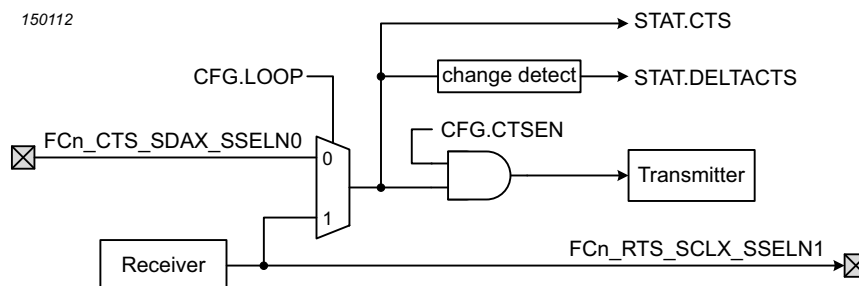 150112
STAT.CTS
CFG.LOOP
change detect
STAT.DELTACTS
CFG.CTSEN
FCn_CTS_SDAX_SSELN0
0
Transmitter
1
FCn_RTS_SCLX_SSELN1
Receiver